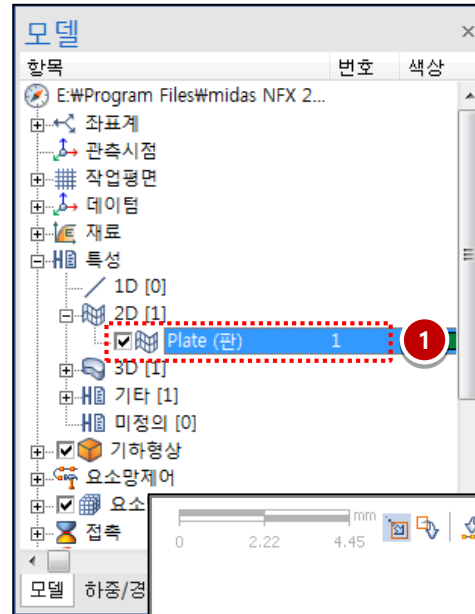 모델
항목 번호 색상
E:₩Program Files₩midas NFX 2...
좌표계
관측시점
작업평면
데이텀
재료
특성
1D [0]
2D [1]
Plate (판) 1 1
3D [1]
기타 [1]
미정의 [0]
기하형상
요소망제어
요소
접촉
mm
0 2.22 4.45
모델 하중/경